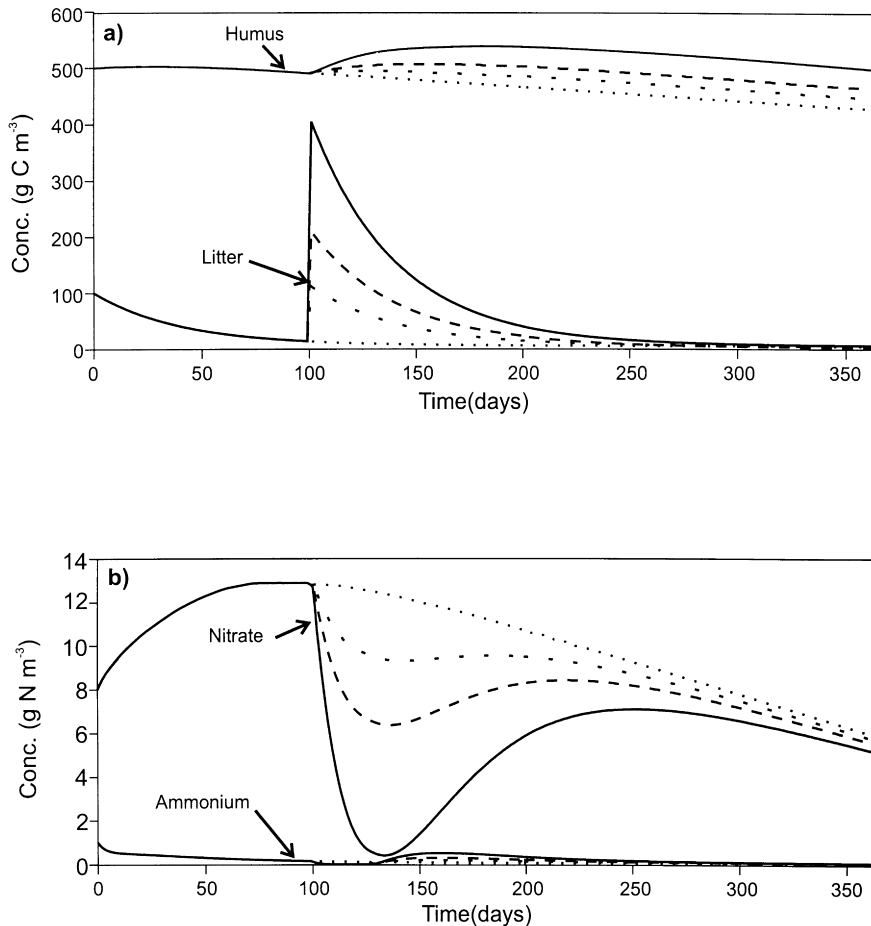 a)
Humus
Litter
Conc. (g C m⁻³)
600
500
400
300
200
100
0
0 50 100 150 200 250 300 350
Time(days)
b)
Nitrate
Ammonium
Conc. (g N m⁻³)
14
12
10
8
6
4
2
0
0 50 100 150 200 250 300 350
Time(days)